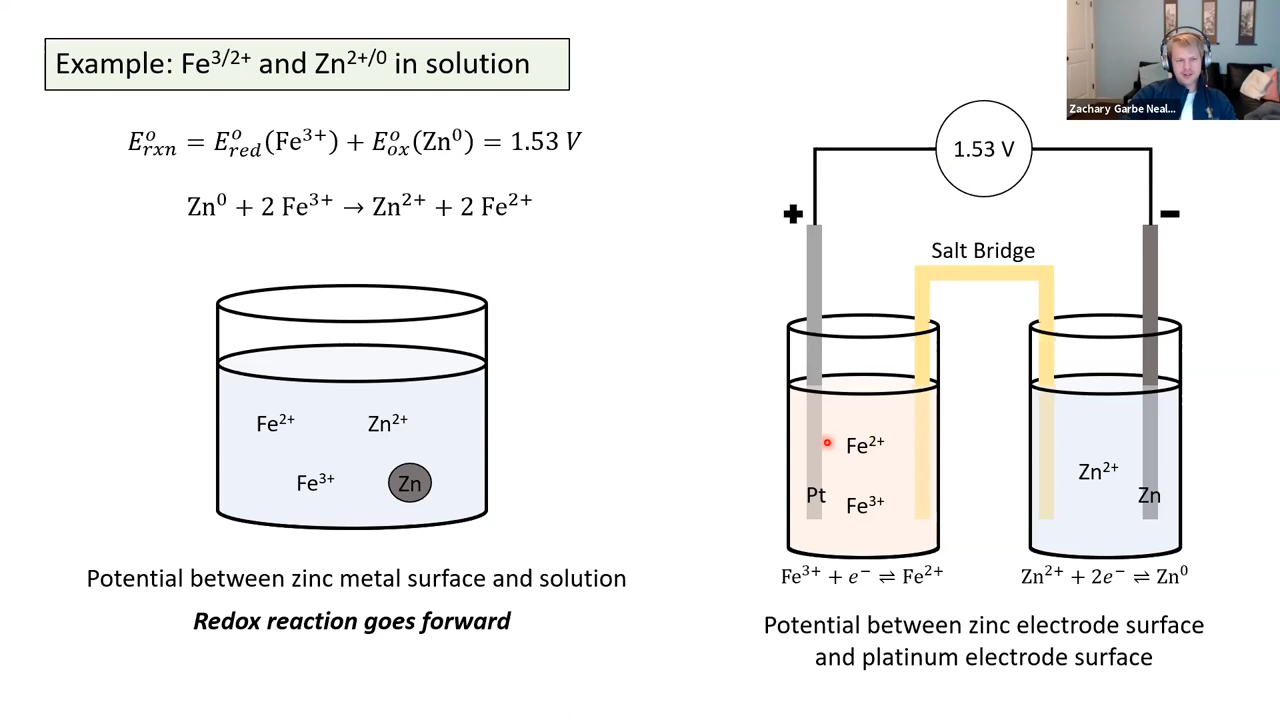 Example: Fe³/²⁺ and Zn²⁺/⁰ in solution
E°rxn = E°red(Fe³⁺) + E°ox(Zn⁰) = 1.53 V
Zn⁰ + 2 Fe³⁺ → Zn²⁺ + 2 Fe²⁺
Fe²⁺ Zn²⁺
Fe³⁺ Zn
Potential between zinc metal surface and solution
Redox reaction goes forward
Zachary Garbe Neal...
1.53 V
+ −
Salt Bridge
Fe²⁺
Zn²⁺
Pt Fe³⁺ Zn
Fe³⁺ + e⁻ ⇌ Fe²⁺ Zn²⁺ + 2e⁻ ⇌ Zn⁰
Potential between zinc electrode surface
and platinum electrode surface